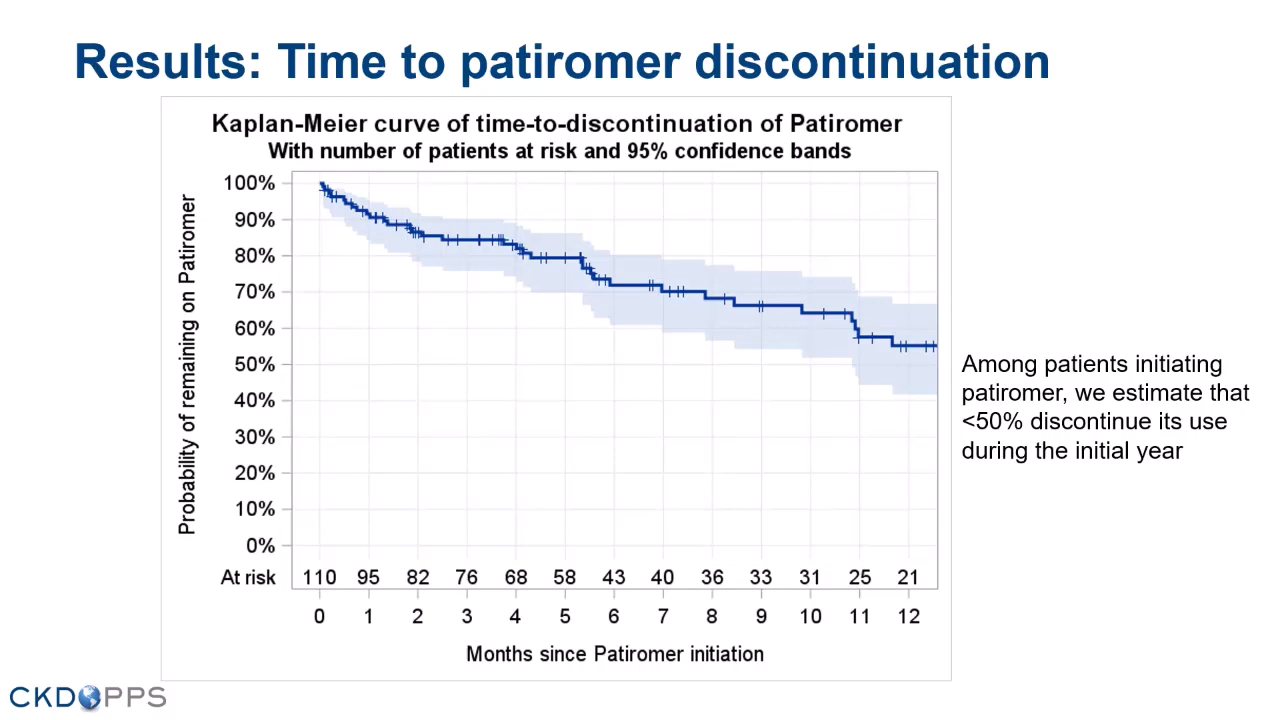 Results: Time to patiromer discontinuation
Kaplan-Meier curve of time-to-discontinuation of Patiromer
With number of patients at risk and 95% confidence bands
Probability of remaining on Patiromer
100%
90%
80%
70%
60%
50%
40%
30%
20%
10%
0%
At risk 110 95 82 76 68 58 43 40 36 33 31 25 21
0 1 2 3 4 5 6 7 8 9 10 11 12
Months since Patiromer initiation
Among patients initiating
patiromer, we estimate that
<50% discontinue its use
during the initial year
CKDOPPS